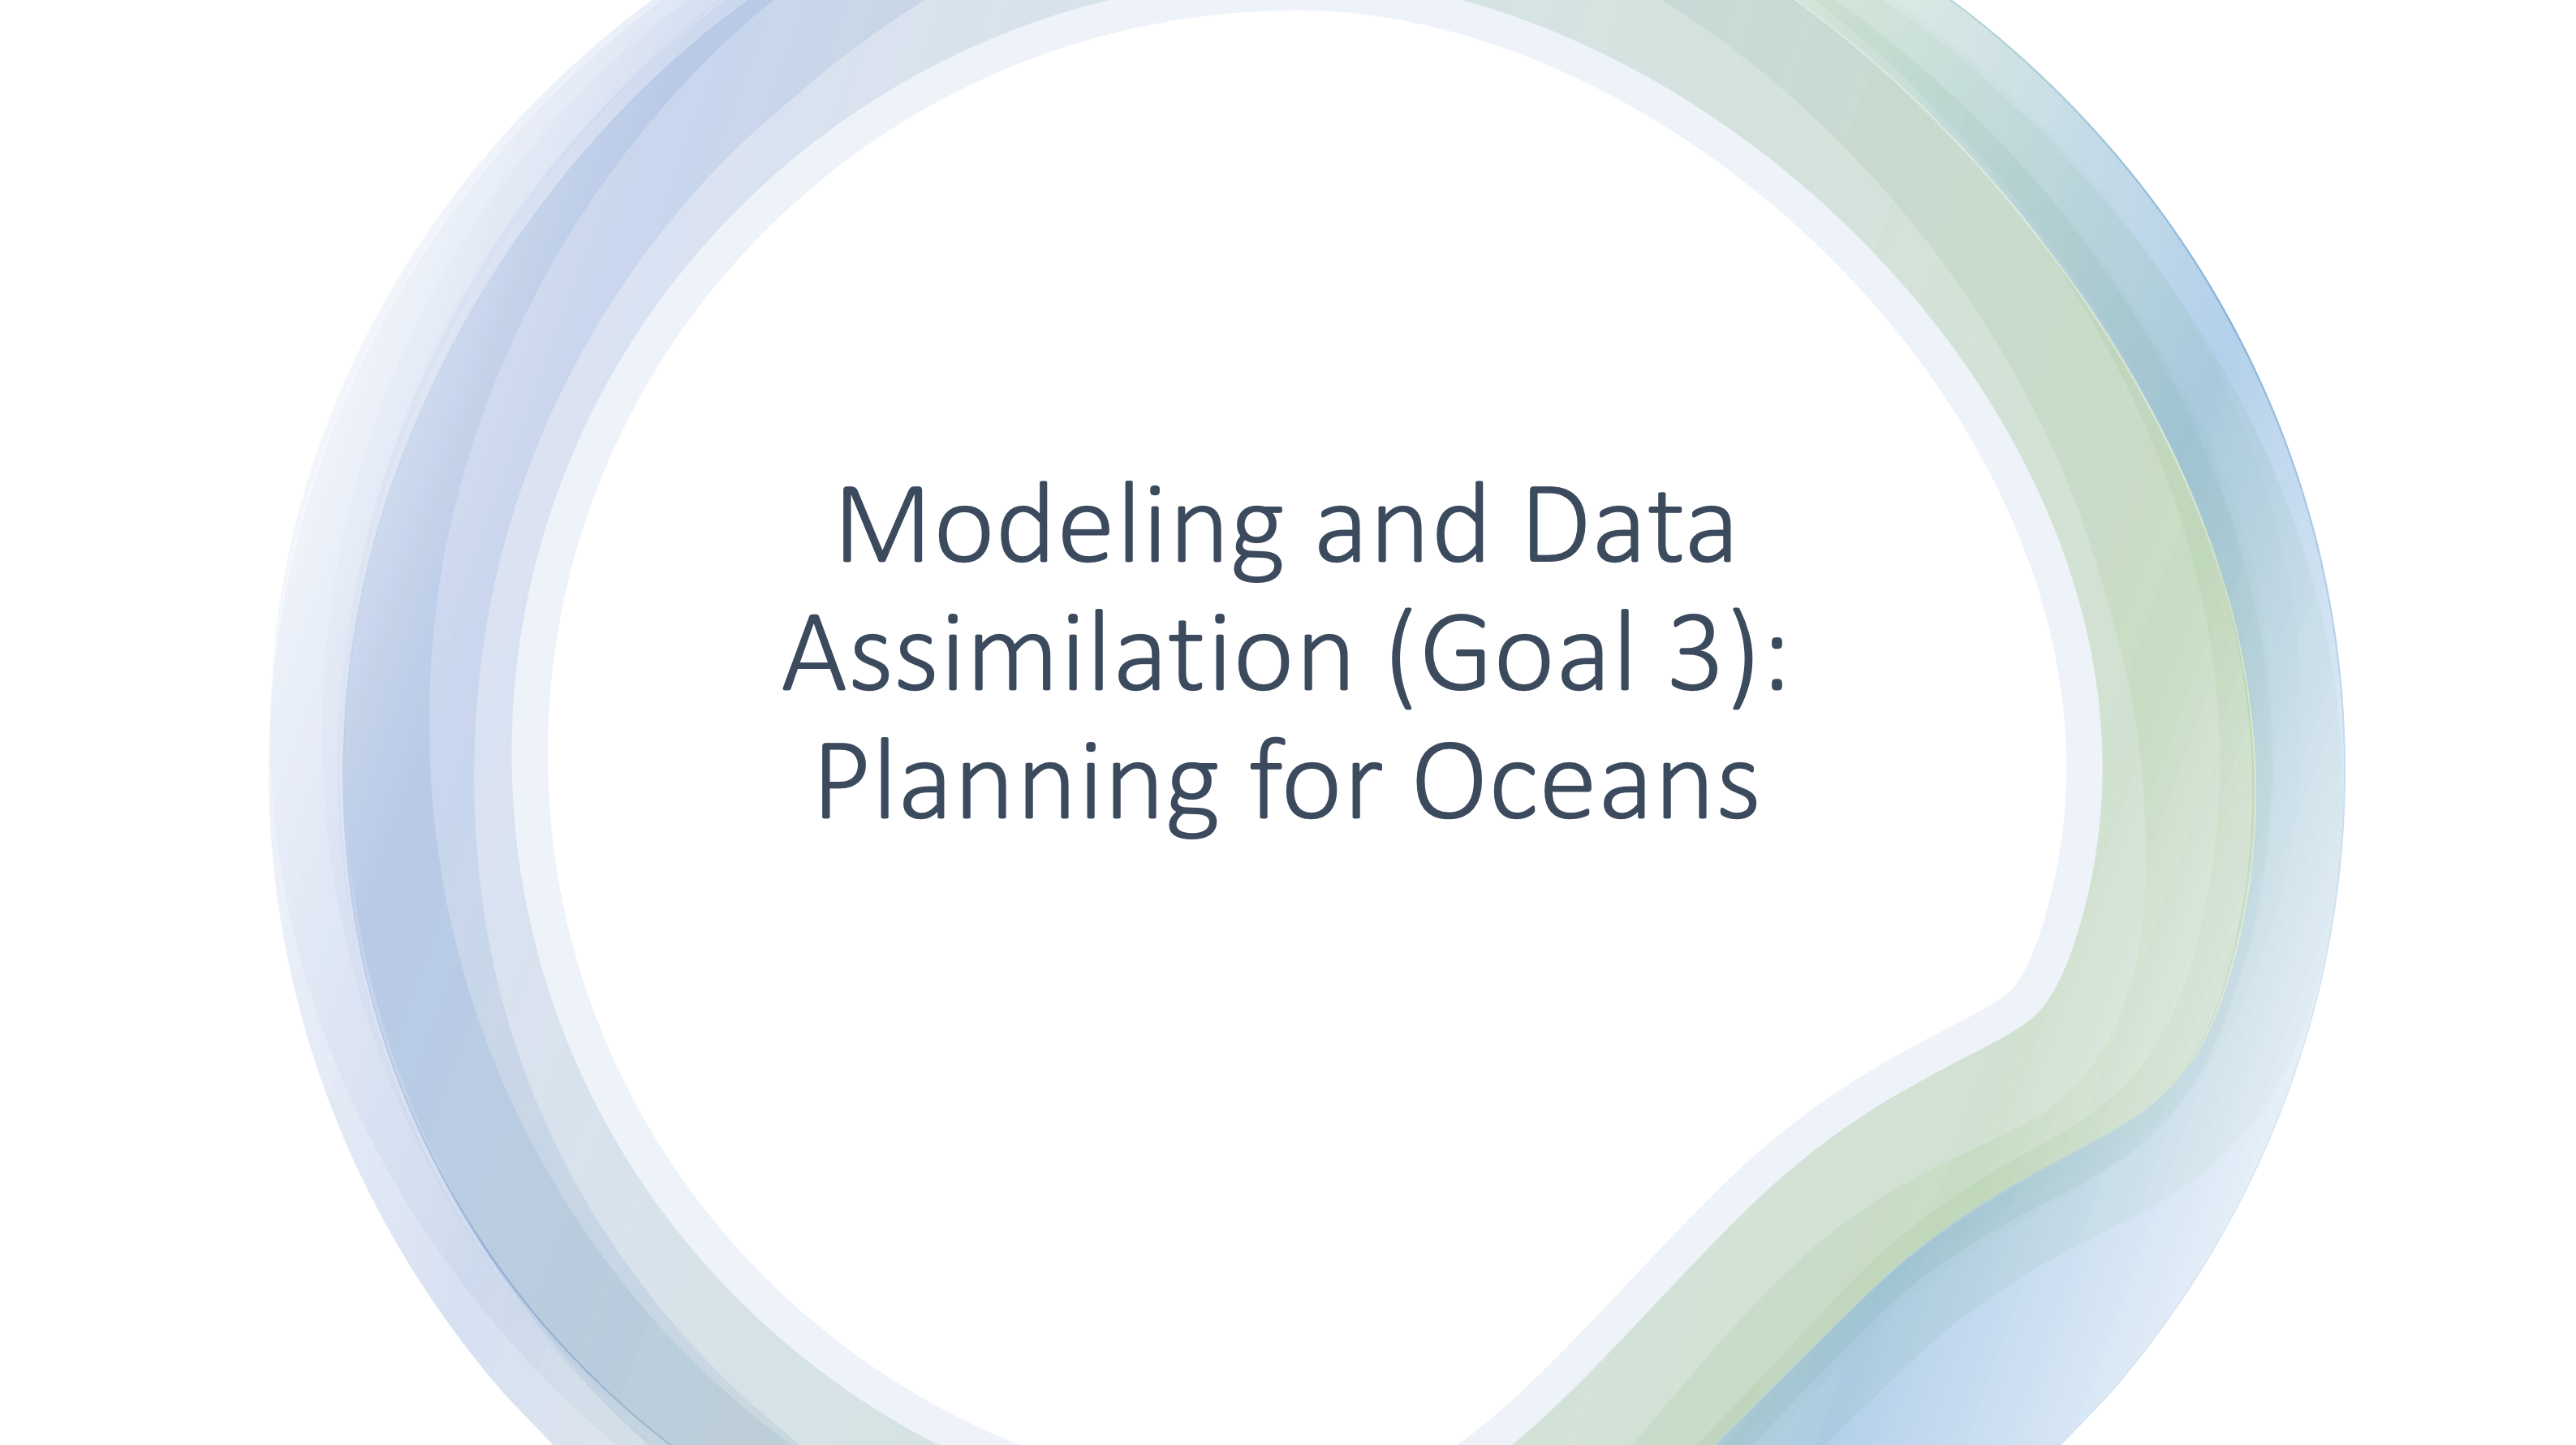 Modeling and Data
Assimilation (Goal 3):
Planning for Oceans